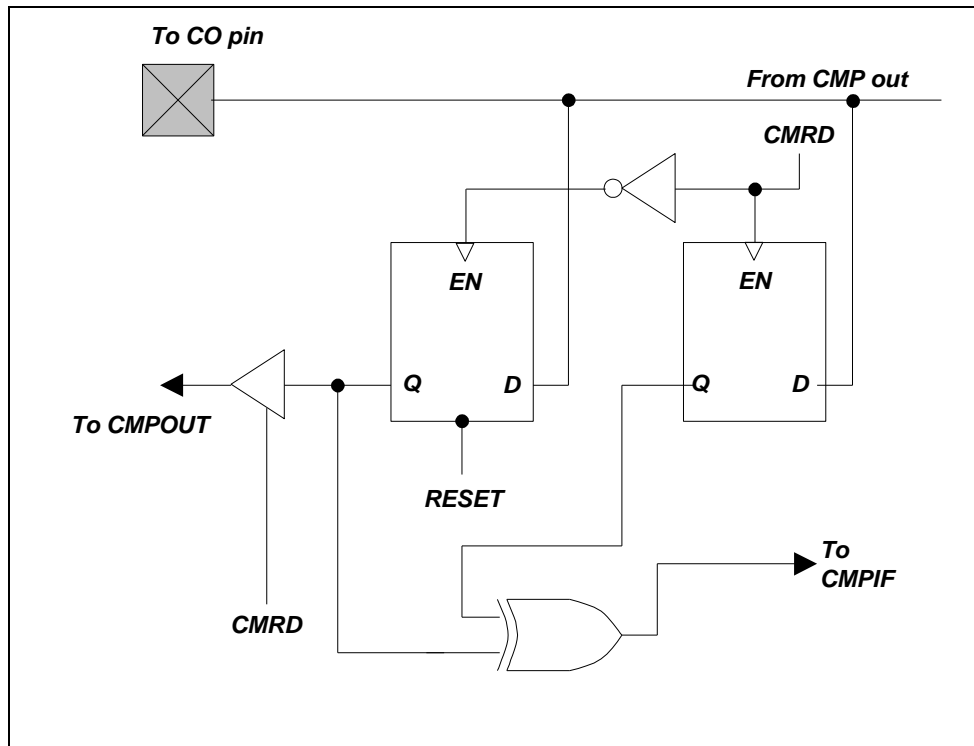 To CO pin
From CMP out
CMRD
EN
EN
Q
D
Q
D
To CMPOUT
RESET
To
CMPIF
CMRD